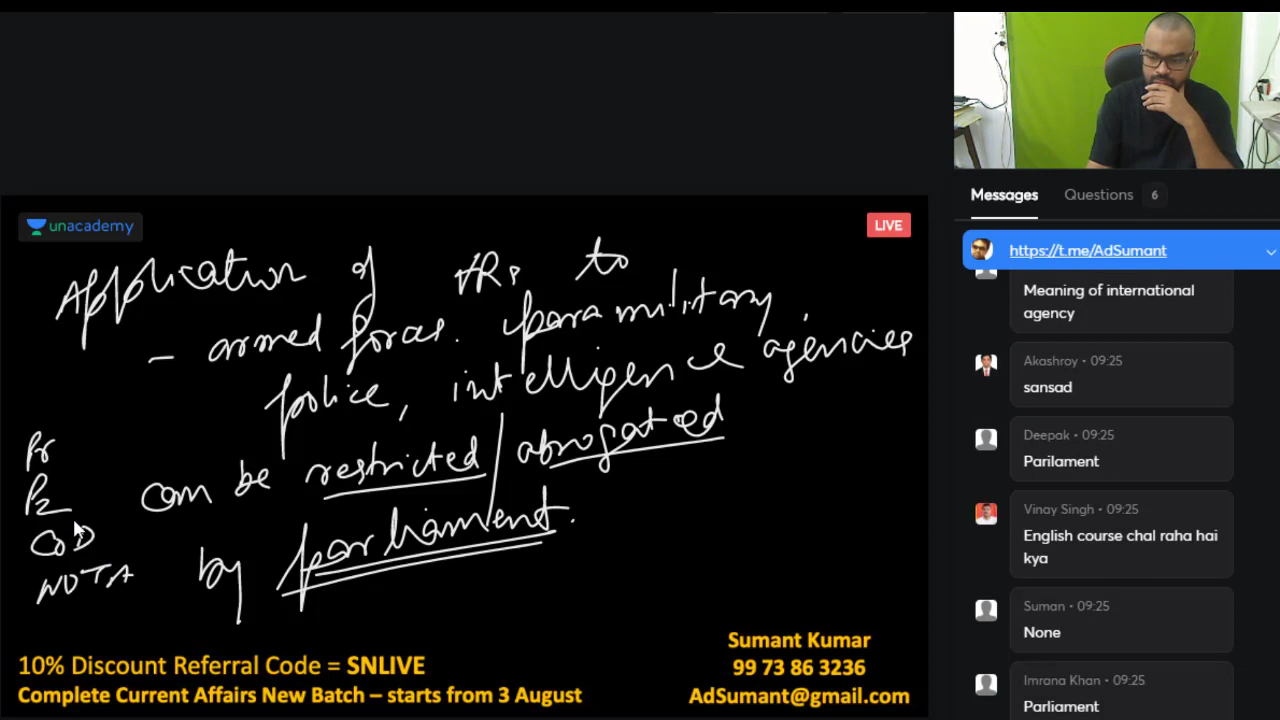 unacademy
LIVE
Application of FRs to
- armed forces. paramilitary,
police, intelligence agencies
can be restricted / abrogated
by parliament.
Pr
P2
CoD
NOTA
10% Discount Referral Code = SNLIVE
Complete Current Affairs New Batch – starts from 3 August
Sumant Kumar
99 73 86 3236
AdSumant@gmail.com
Messages Questions 6
https://t.me/AdSumant
Meaning of international
agency
Akashroy • 09:25
sansad
Deepak • 09:25
Parilament
Vinay Singh • 09:25
English course chal raha hai
kya
Suman • 09:25
None
Imrana Khan • 09:25
Parliament